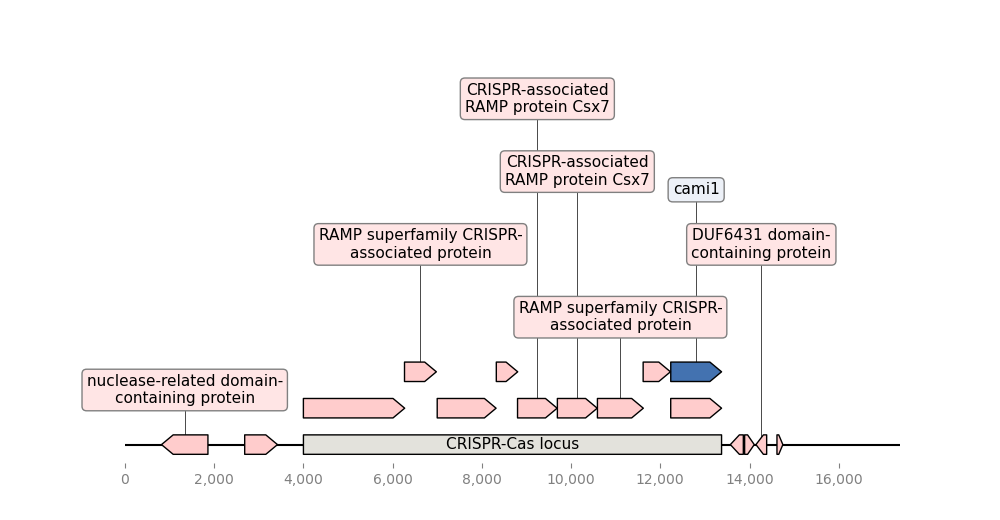 CRISPR-associated
RAMP protein Csx7
CRISPR-associated
RAMP protein Csx7
cami1
RAMP superfamily CRISPR-
associated protein
DUF6431 domain-
containing protein
RAMP superfamily CRISPR-
associated protein
nuclease-related domain-
containing protein
CRISPR-Cas locus
0 2,000 4,000 6,000 8,000 10,000 12,000 14,000 16,000